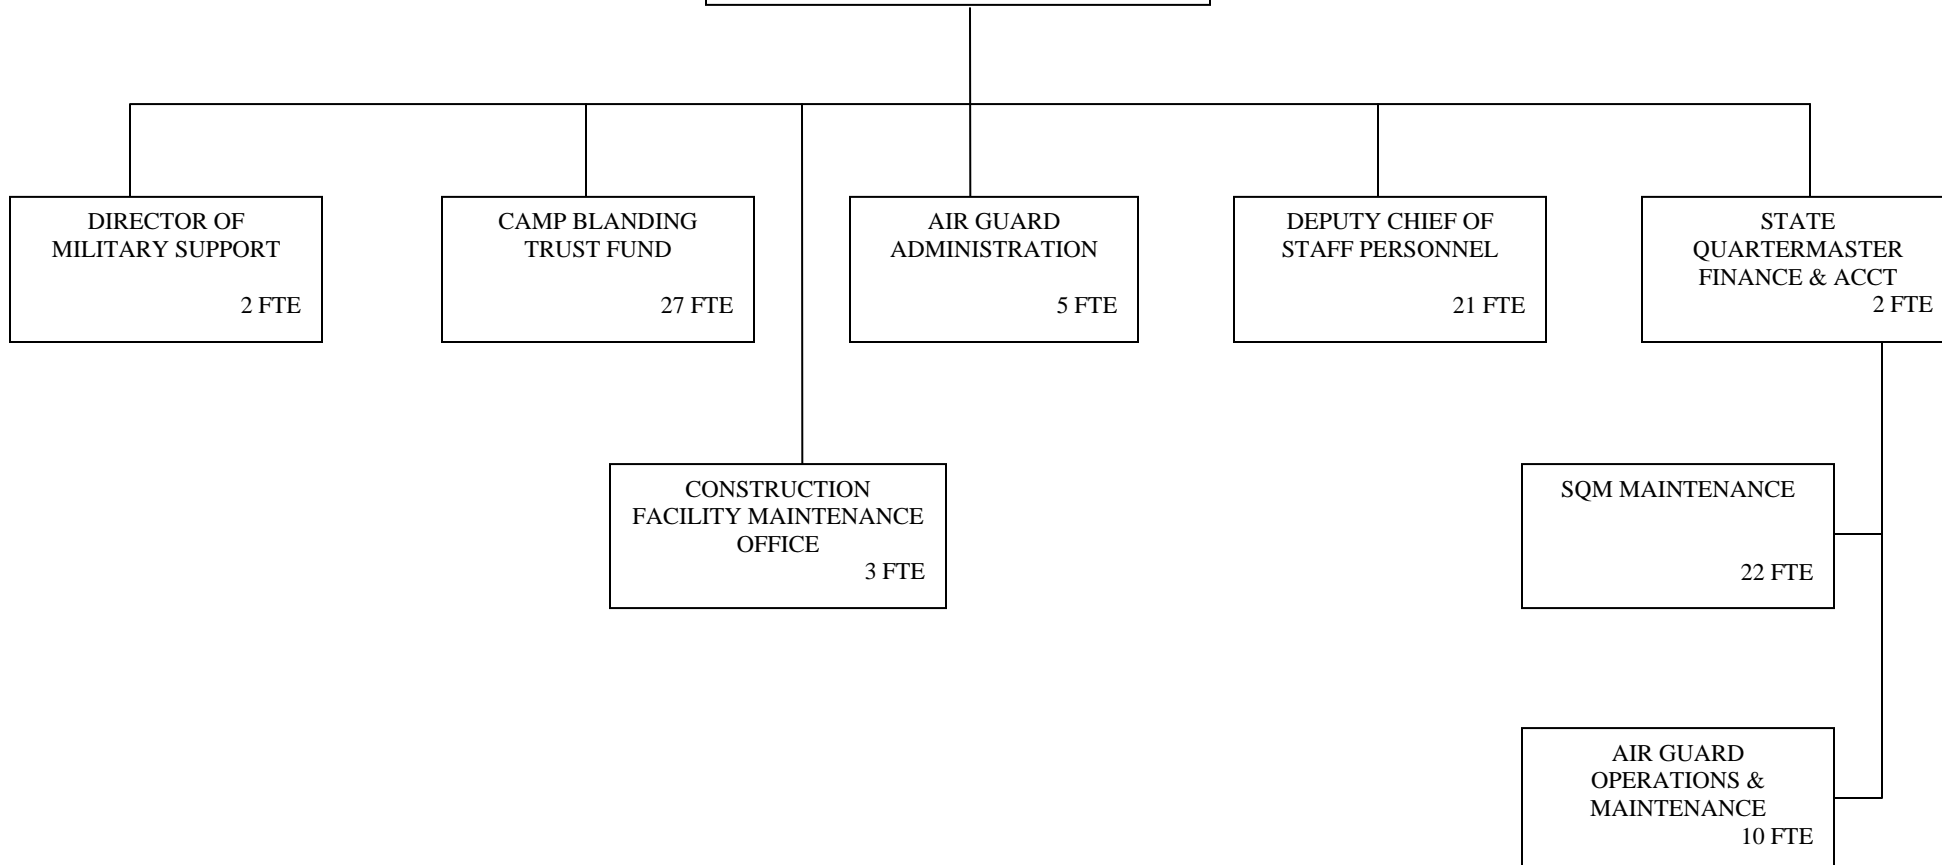 DIRECTOR OF
MILITARY SUPPORT
2 FTE
CAMP BLANDING
TRUST FUND
27 FTE
AIR GUARD
ADMINISTRATION
5 FTE
DEPUTY CHIEF OF
STAFF PERSONNEL
21 FTE
STATE
QUARTERMASTER
FINANCE & ACCT
2 FTE
CONSTRUCTION
FACILITY MAINTENANCE
OFFICE
3 FTE
SQM MAINTENANCE
22 FTE
AIR GUARD
OPERATIONS &
MAINTENANCE
10 FTE